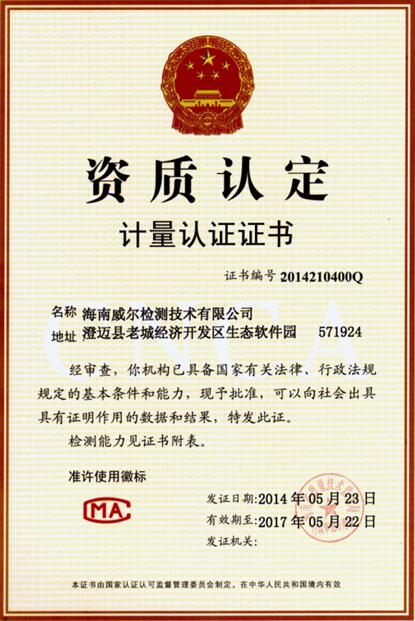 资质认定
计量认证证书
证书编号 2014210400Q
名称 海南威尔检测技术有限公司
地址 澄迈县老城经济开发区生态软件园 571924
经审查，你机构已具备国家有关法律、行政法规
规定的基本条件和能力，现予批准，可以向社会出具
具有证明作用的数据和结果，特发此证。
检测能力见证书附表。
准许使用徽标
MA
发证日期: 2014 年 05 月 23 日
有效期至: 2017 年 05 月 22 日
发证机关:
本证书由国家认证认可监督管理委员会制定，在中华人民共和国境内有效